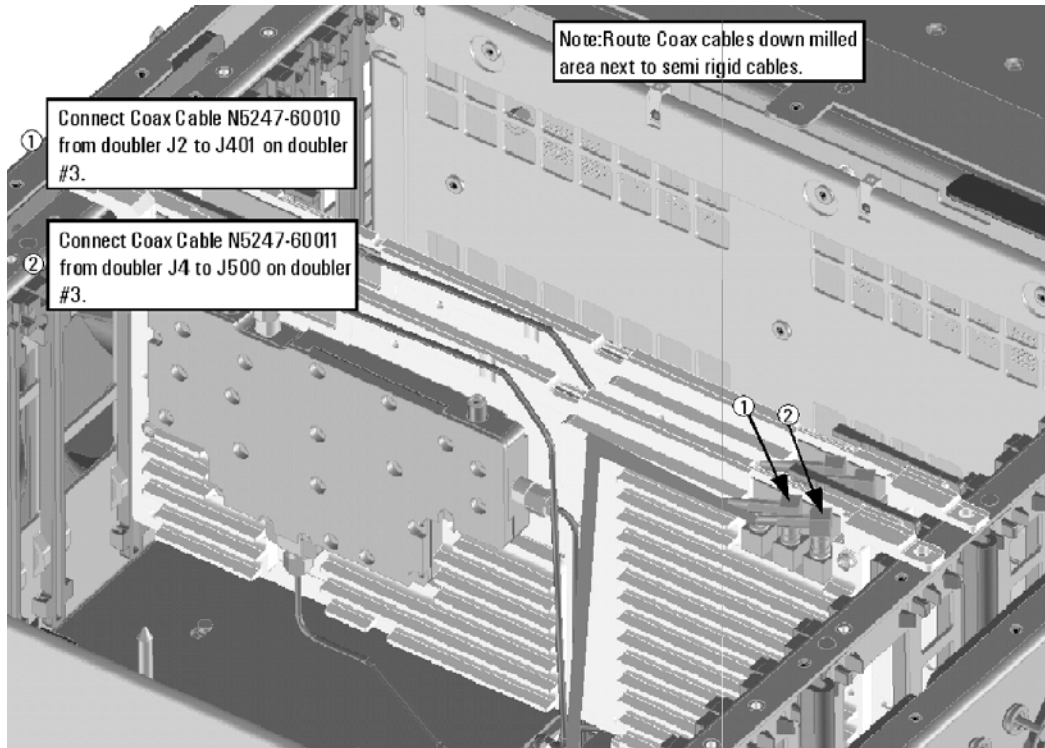 Note:Route Coax cables down milled
area next to semi rigid cables.
1
Connect Coax Cable N5247-60010
from doubler J2 to J401 on doubler
#3.
2
Connect Coax Cable N5247-60011
from doubler J4 to J500 on doubler
#3.
1
2